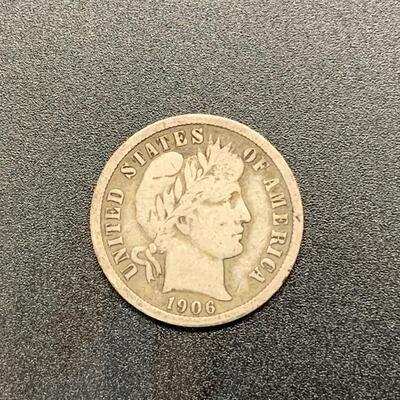 UNITED STATES OF AMERICA
1906